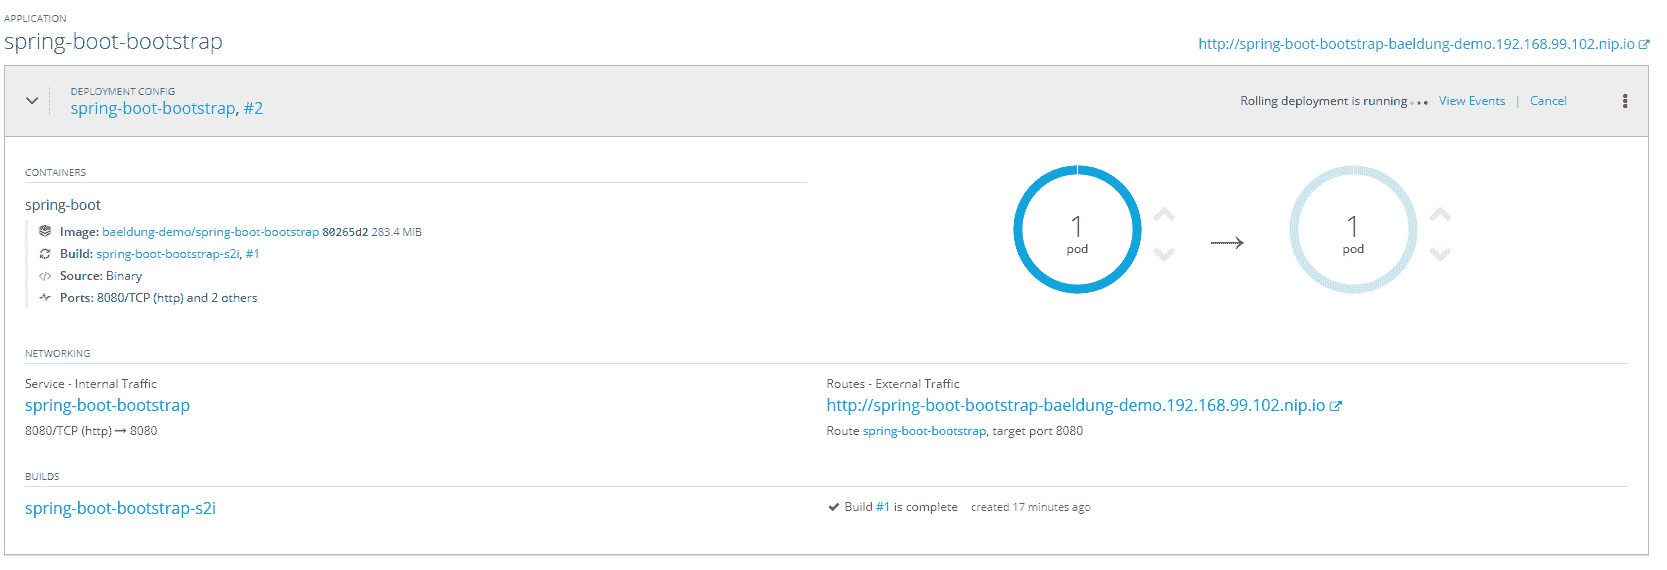 APPLICATION
spring-boot-bootstrap
http://spring-boot-bootstrap-baeldung-demo.192.168.99.102.nip.io
DEPLOYMENT CONFIG
spring-boot-bootstrap, #2
Rolling deployment is running
View Events | Cancel
CONTAINERS
spring-boot
Image: baeldung-demo/spring-boot-bootstrap 80265d2 283.4 MiB
Build: spring-boot-bootstrap-s2i, #1
Source: Binary
Ports: 8080/TCP (http) and 2 others
1
pod
→
1
pod
NETWORKING
Service - Internal Traffic
spring-boot-bootstrap
8080/TCP (http) → 8080
Routes - External Traffic
http://spring-boot-bootstrap-baeldung-demo.192.168.99.102.nip.io
Route spring-boot-bootstrap, target port 8080
BUILDS
spring-boot-bootstrap-s2i
Build #1 is complete created 17 minutes ago